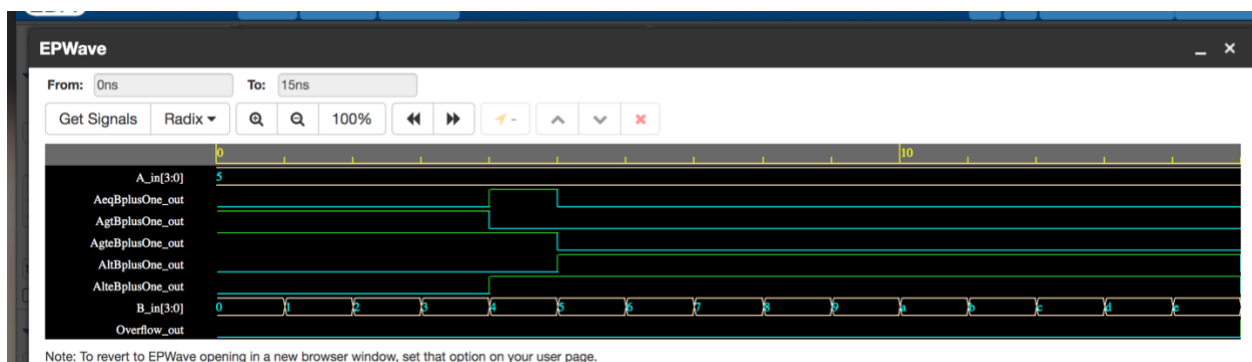 EPWave
From: 0ns To: 15ns
Get Signals Radix 100% -
0 10
A_in[3:0] 5
AeqBplusOne_out
AgtBplusOne_out
AgteBplusOne_out
AltBplusOne_out
AlteBplusOne_out
B_in[3:0] 0 1 2 3 4 5 6 7 8 9 a b c d e
Overflow_out
Note: To revert to EPWave opening in a new browser window, set that option on your user page.